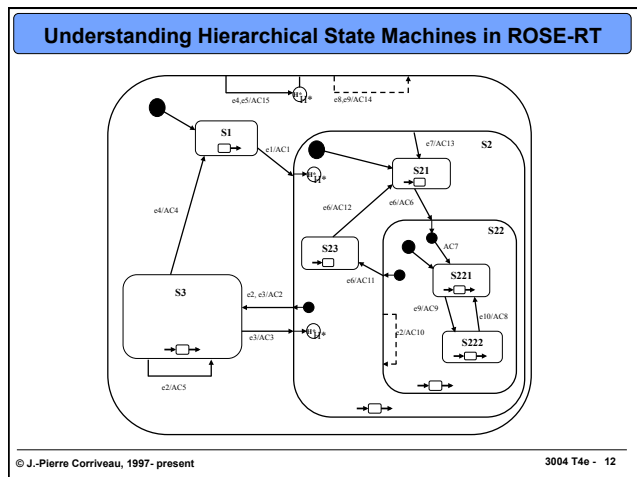 Understanding Hierarchical State Machines in ROSE-RT
e4,e5/AC15
H*
e8,e9/AC14
S1
e1/AC1
H*
S2
e7/AC13
S21
e6/AC12
e6/AC6
e4/AC4
S22
AC7
S23
e6/AC11
S221
S3
e2, e3/AC2
e9/AC9
e10/AC8
e3/AC3
H*
e2/AC10
S222
e2/AC5
© J.-Pierre Corriveau, 1997- present
3004 T4e - 12